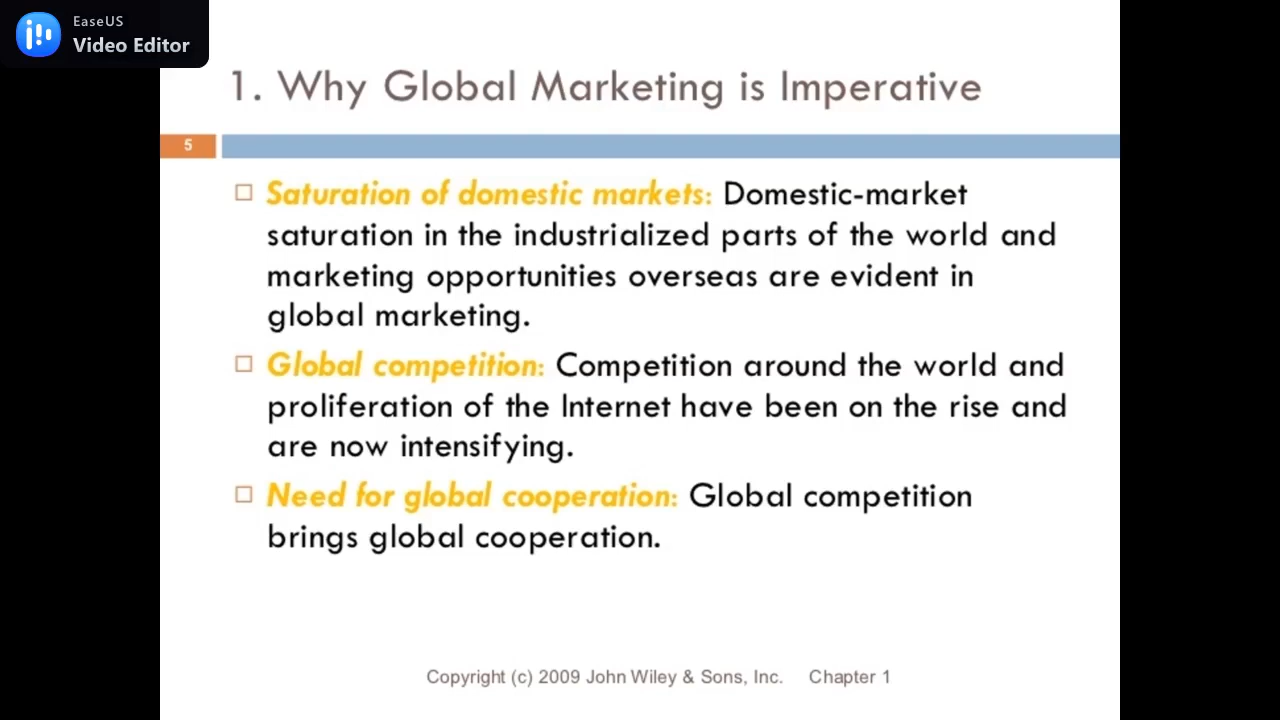 EaseUS
Video Editor
1. Why Global Marketing is Imperative
5
Saturation of domestic markets: Domestic-market
saturation in the industrialized parts of the world and
marketing opportunities overseas are evident in
global marketing.
Global competition: Competition around the world and
proliferation of the Internet have been on the rise and
are now intensifying.
Need for global cooperation: Global competition
brings global cooperation.
Copyright (c) 2009 John Wiley & Sons, Inc. Chapter 1